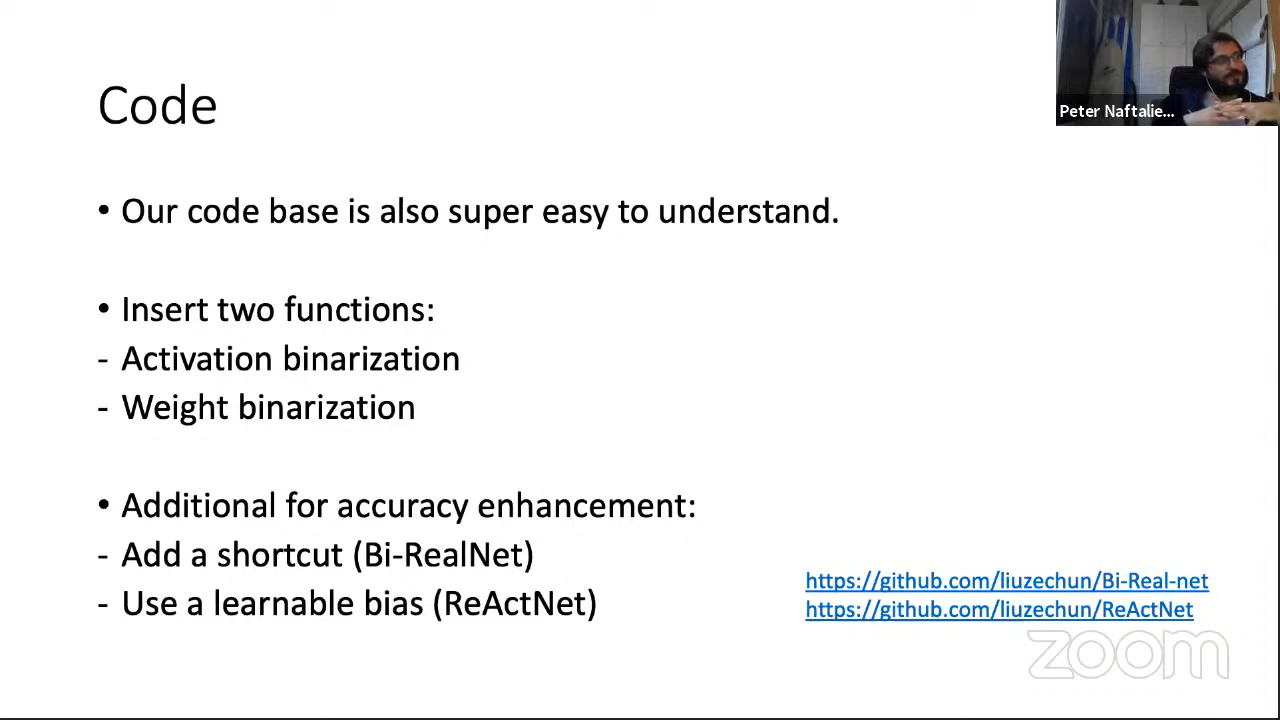 Code
Peter Naftalie...
• Our code base is also super easy to understand.
• Insert two functions:
- Activation binarization
- Weight binarization
• Additional for accuracy enhancement:
- Add a shortcut (Bi-RealNet)
- Use a learnable bias (ReActNet)
https://github.com/liuzechun/Bi-Real-net
https://github.com/liuzechun/ReActNet
zoom